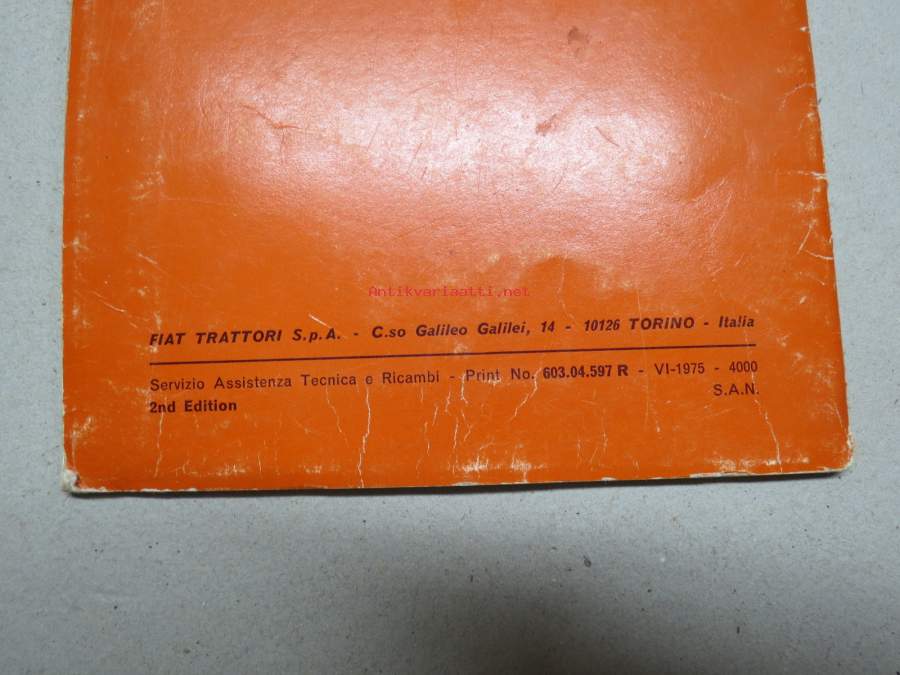 Antikvariaatti.net
FIAT TRATTORI S.p.A. - C.so Galileo Galilei, 14 - 10126 TORINO - Italia
Servizio Assistenza Tecnica e Ricambi - Print No. 603.04.597 R - VI-1975 - 4000
S.A.N.
2nd Edition